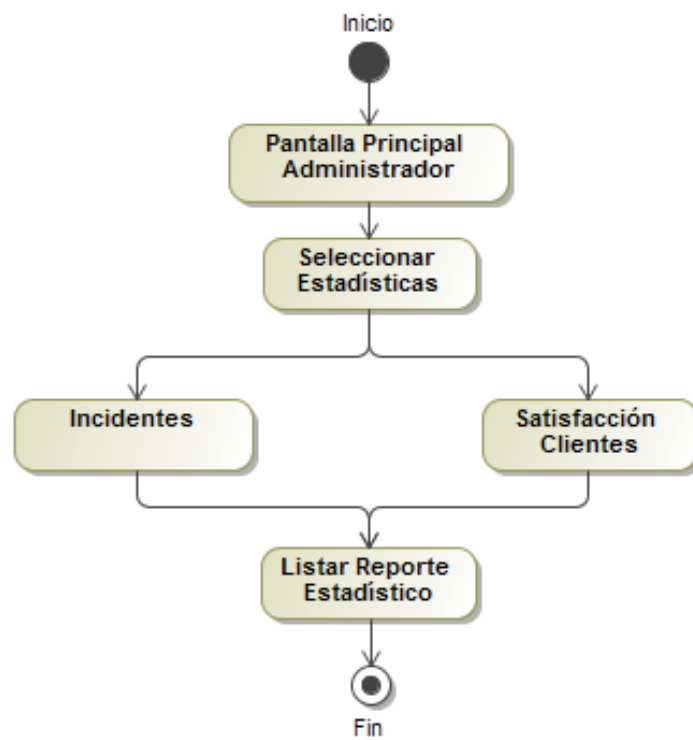 Inicio
Pantalla Principal
Administrador
Seleccionar
Estadísticas
Incidentes
Satisfacción
Clientes
Listar Reporte
Estadístico
Fin